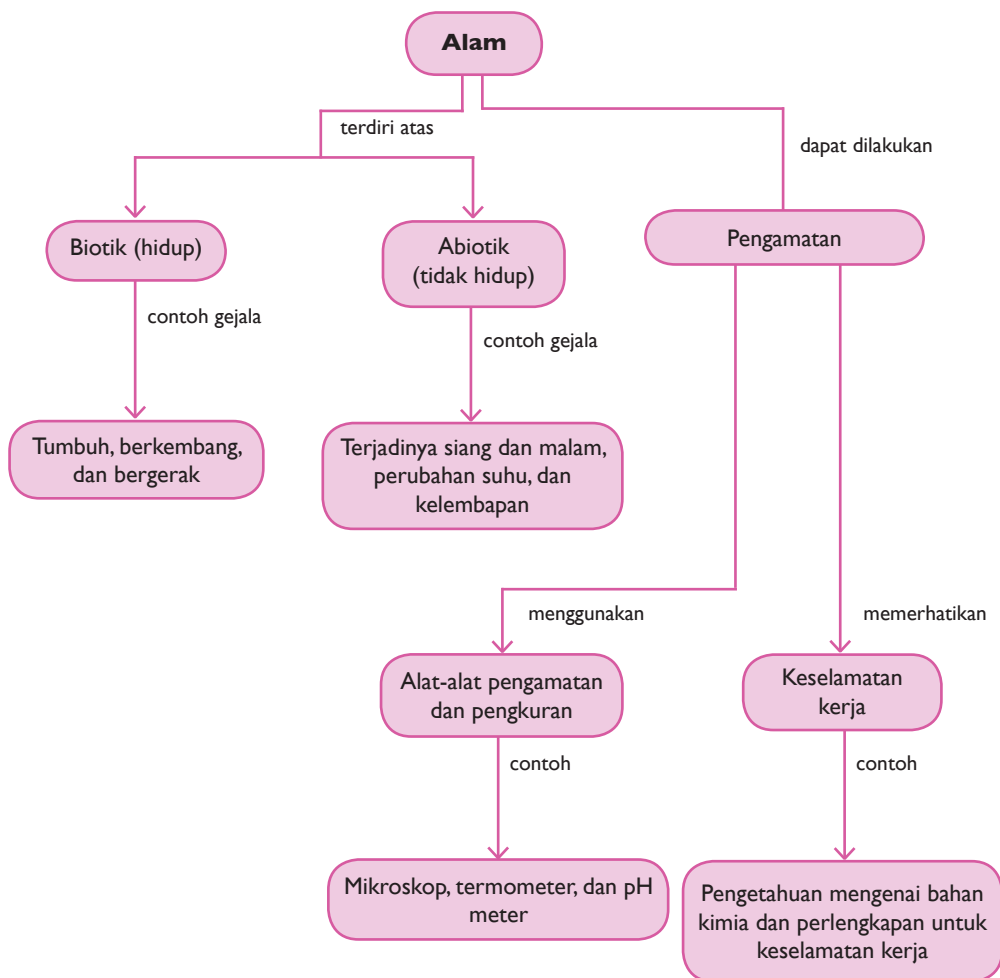 Alam
terdiri atas
dapat dilakukan
Biotik (hidup)
Abiotik
(tidak hidup)
Pengamatan
contoh gejala
contoh gejala
Tumbuh, berkembang,
dan bergerak
Terjadinya siang dan malam,
perubahan suhu, dan
kelembapan
menggunakan
memerhatikan
Alat-alat pengamatan
dan pengkuran
Keselamatan
kerja
contoh
contoh
Mikroskop, termometer, dan pH
meter
Pengetahuan mengenai bahan
kimia dan perlengkapan untuk
keselamatan kerja